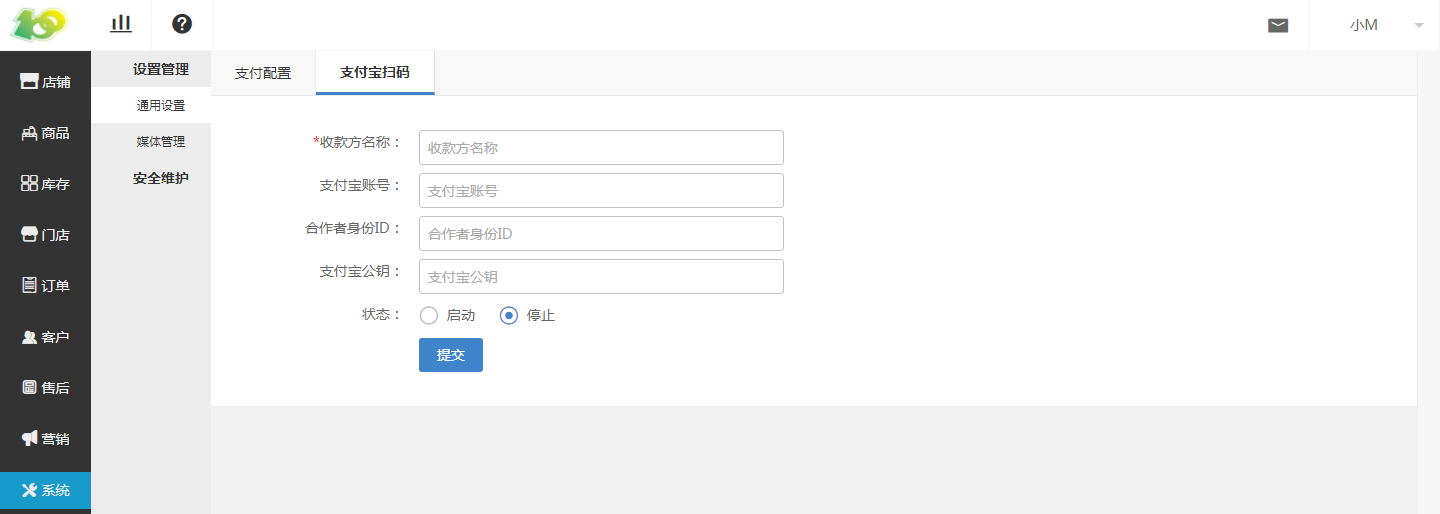 小M
店铺
商品
库存
门店
订单
客户
售后
营销
系统
设置管理
通用设置
媒体管理
安全维护
支付配置
支付宝扫码
*收款方名称：
收款方名称
支付宝账号：
支付宝账号
合作者身份ID：
合作者身份ID
支付宝公钥：
支付宝公钥
状态：
启动
停止
提交